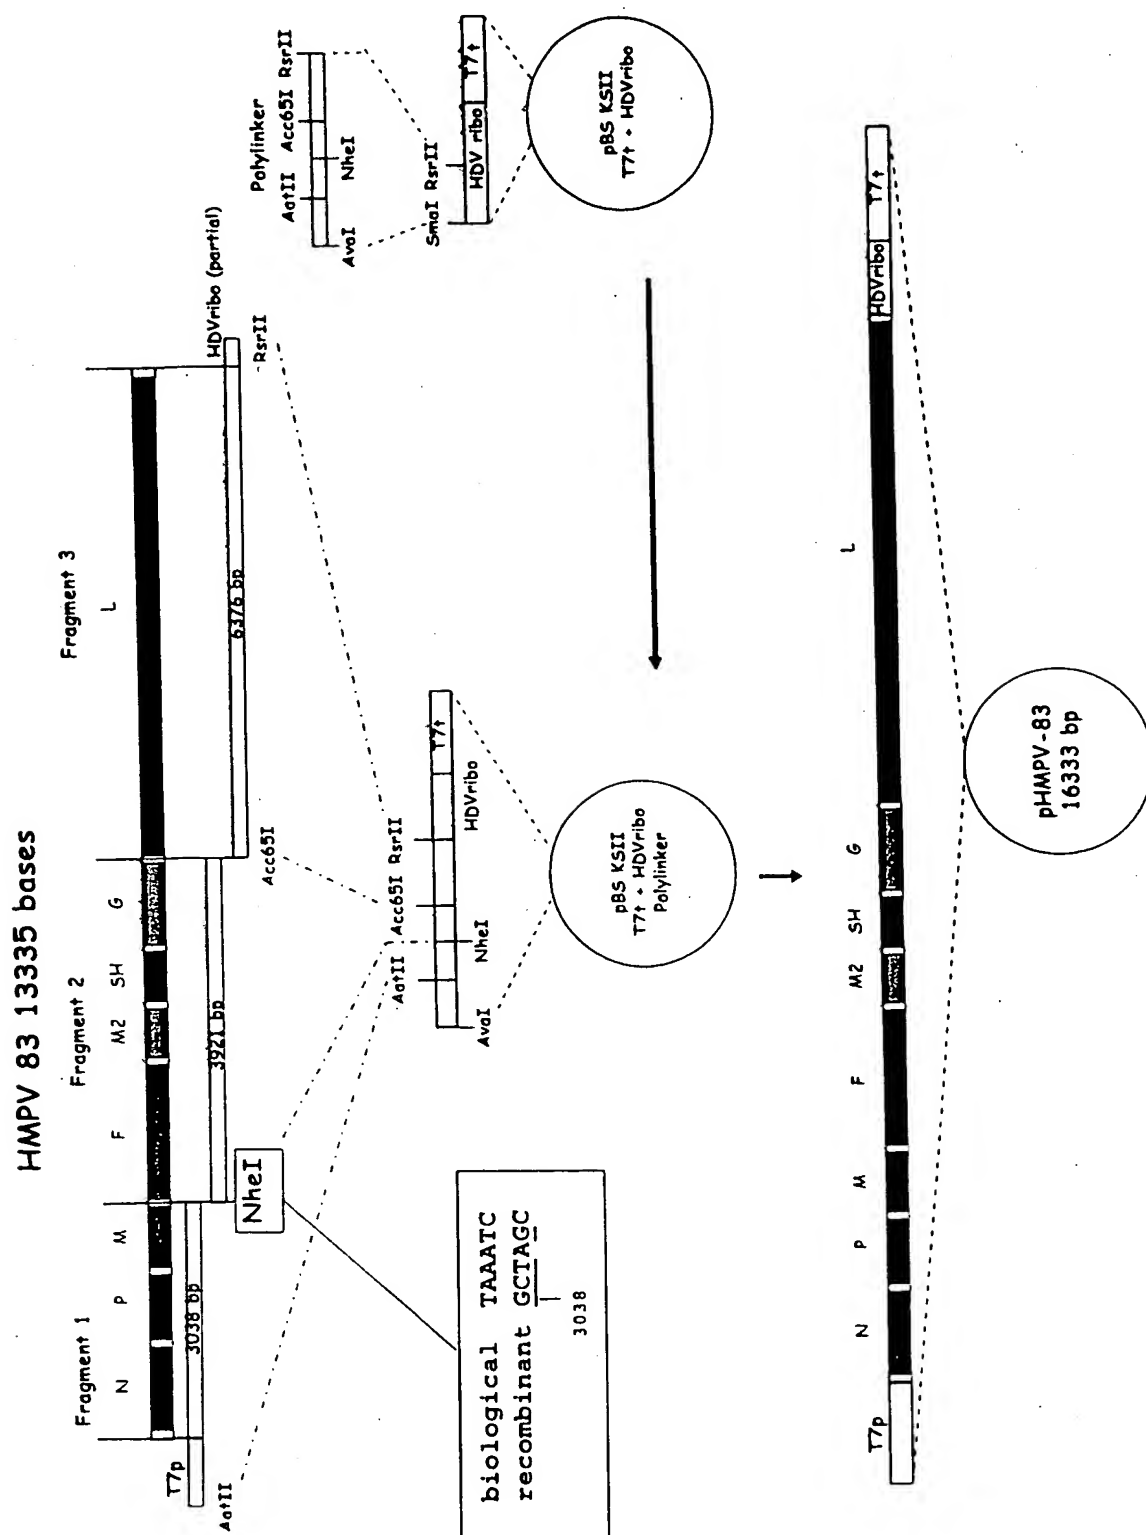 HMPV 83 13335 bases
Fragment 1
Fragment 2
Fragment 3
N P M F M2 SH G L
T7p
3038 bp
3921 bp
6376 bp
HDVribo (partial)
AatII
NheI
Acc65I
RsrII
Polylinker
AatII Acc65I RsrII
AvaI
NheI
SmaI RsrII
HDV ribo T7t
pBS KSII
T7t + HDVribo
AatII Acc65I RsrII
T7t
AvaI
NheI
HDVribo
pBS KSII
T7t + HDVribo
Polylinker
biological TAAATC
recombinant GCTAGC
3038
N P M F M2 SH G L
T7p
HDVribo T7t
pHMPV-83
16333 bp